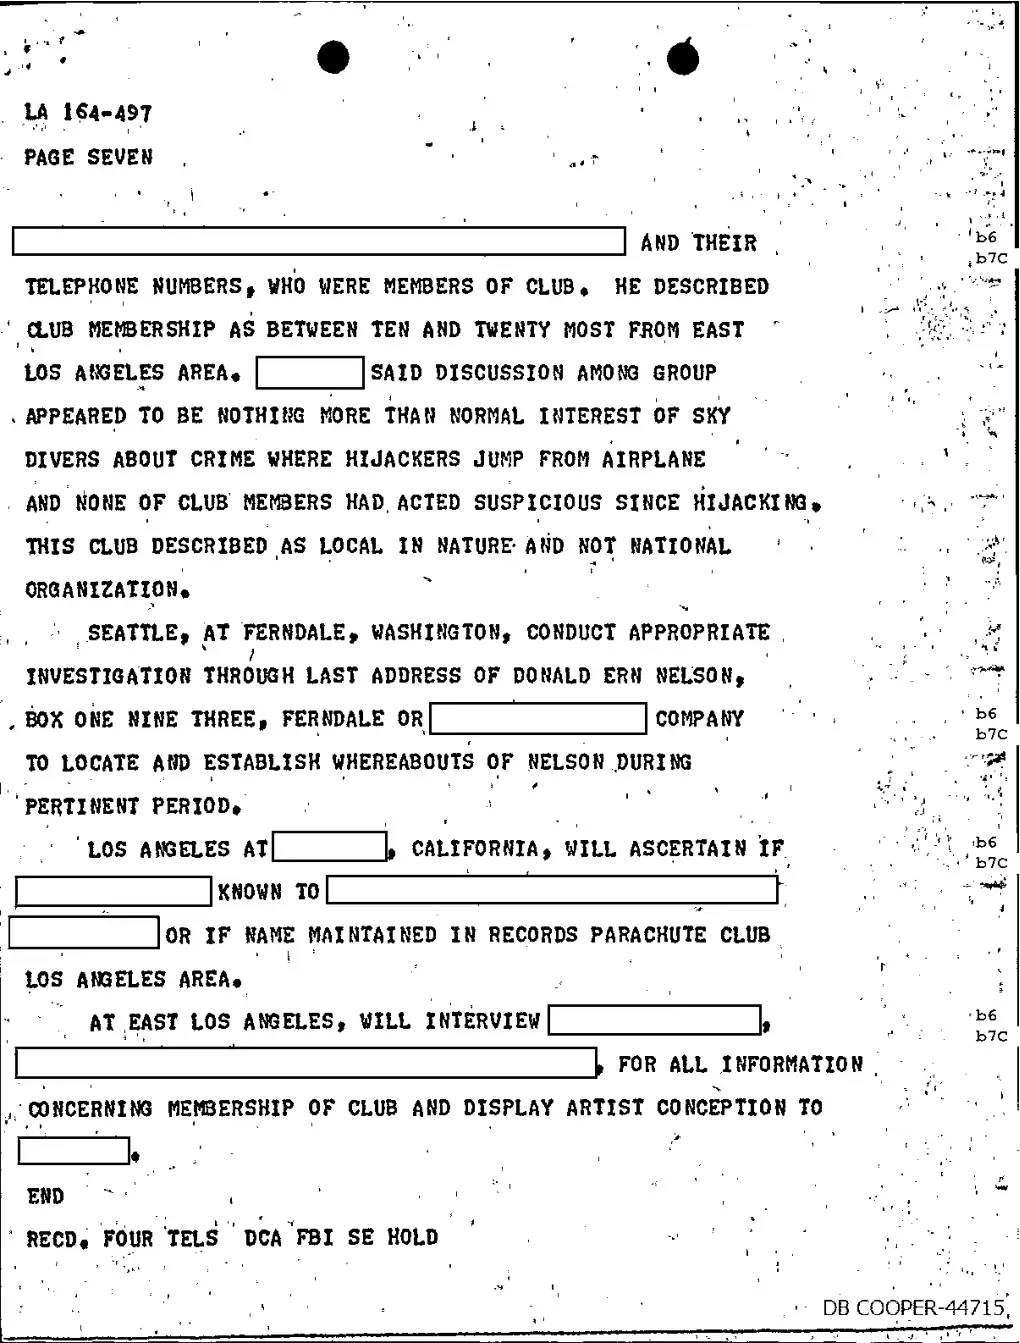 LA 164-497
PAGE SEVEN
AND THEIR
b6
b7C
TELEPHONE NUMBERS, WHO WERE MEMBERS OF CLUB. HE DESCRIBED
CLUB MEMBERSHIP AS BETWEEN TEN AND TWENTY MOST FROM EAST
LOS ANGELES AREA. SAID DISCUSSION AMONG GROUP
APPEARED TO BE NOTHING MORE THAN NORMAL INTEREST OF SKY
DIVERS ABOUT CRIME WHERE HIJACKERS JUMP FROM AIRPLANE
AND NONE OF CLUB MEMBERS HAD ACTED SUSPICIOUS SINCE HIJACKING.
THIS CLUB DESCRIBED AS LOCAL IN NATURE AND NOT NATIONAL
ORGANIZATION.
SEATTLE, AT FERNDALE, WASHINGTON, CONDUCT APPROPRIATE
INVESTIGATION THROUGH LAST ADDRESS OF DONALD ERN NELSON,
BOX ONE NINE THREE, FERNDALE OR COMPANY
b6
b7C
TO LOCATE AND ESTABLISH WHEREABOUTS OF NELSON DURING
PERTINENT PERIOD.
LOS ANGELES AT , CALIFORNIA, WILL ASCERTAIN IF
b6
b7C
KNOWN TO
OR IF NAME MAINTAINED IN RECORDS PARACHUTE CLUB
LOS ANGELES AREA.
AT EAST LOS ANGELES, WILL INTERVIEW ,
b6
b7C
, FOR ALL INFORMATION
CONCERNING MEMBERSHIP OF CLUB AND DISPLAY ARTIST CONCEPTION TO
.
END
RECD. FOUR TELS DCA FBI SE HOLD
DB COOPER-44715